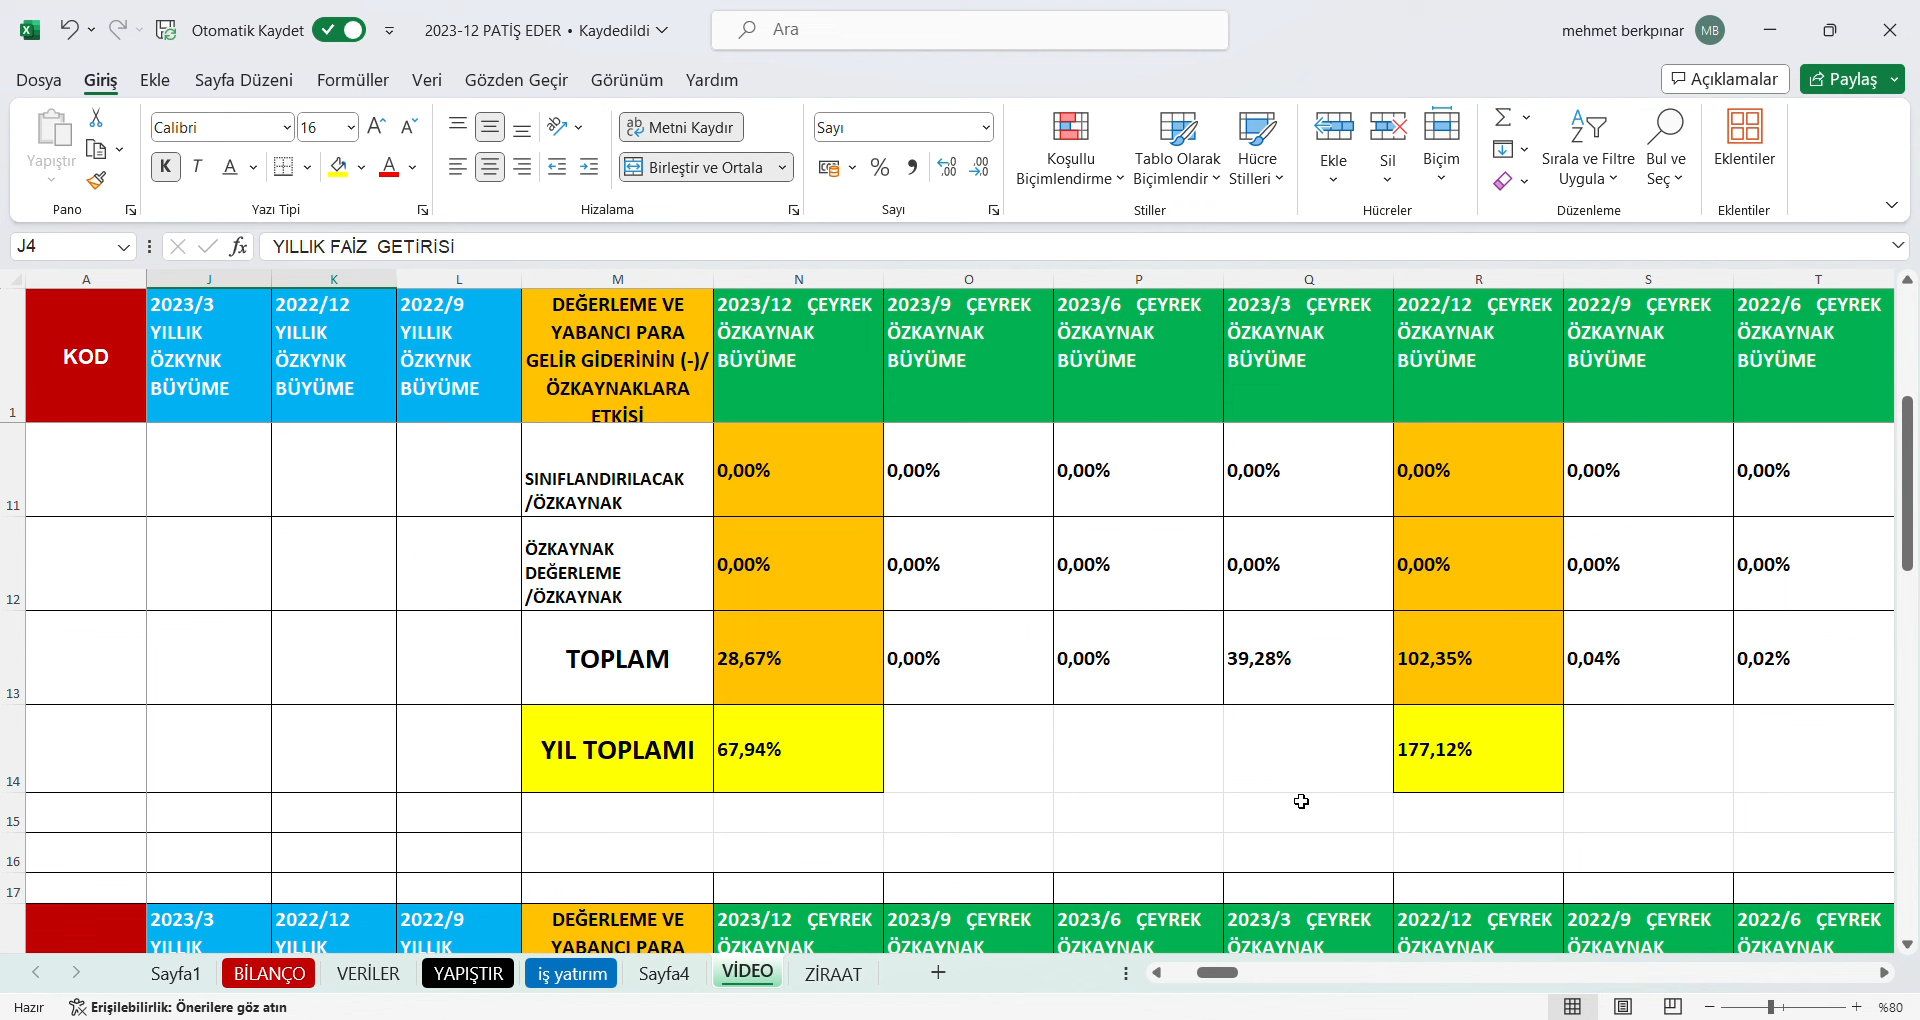 Otomatik Kaydet 2023-12 PATİŞ EDER • Kaydedildi Ara mehmet berkpınar MB
Dosya Giriş Ekle Sayfa Düzeni Formüller Veri Gözden Geçir Görünüm Yardım Açıklamalar Paylaş
Yapıştır
Calibri 16
K T A A
Metni Kaydır
Birleştir ve Ortala
Sayı
Koşullu Biçimlendirme
Tablo Olarak Biçimlendir
Hücre Stilleri
Ekle Sil Biçim
Sırala ve Filtre Uygula
Bul ve Seç
Eklentiler
Pano Yazı Tipi Hizalama Sayı Stiller Hücreler Düzenleme Eklentiler
J4 fx YILLIK FAİZ GETİRİSİ
A J K L M N O P Q R S T
1
KOD
2023/3 YILLIK ÖZKYNK BÜYÜME
2022/12 YILLIK ÖZKYNK BÜYÜME
2022/9 YILLIK ÖZKYNK BÜYÜME
DEĞERLEME VE YABANCI PARA GELİR GİDERİNİN (-)/ ÖZKAYNAKLARA ETKİSİ
2023/12 ÇEYREK ÖZKAYNAK BÜYÜME
2023/9 ÇEYREK ÖZKAYNAK BÜYÜME
2023/6 ÇEYREK ÖZKAYNAK BÜYÜME
2023/3 ÇEYREK ÖZKAYNAK BÜYÜME
2022/12 ÇEYREK ÖZKAYNAK BÜYÜME
2022/9 ÇEYREK ÖZKAYNAK BÜYÜME
2022/6 ÇEYREK ÖZKAYNAK BÜYÜME
11 SINIFLANDIRILACAK /ÖZKAYNAK 0,00% 0,00% 0,00% 0,00% 0,00% 0,00% 0,00%
12 ÖZKAYNAK DEĞERLEME /ÖZKAYNAK 0,00% 0,00% 0,00% 0,00% 0,00% 0,00% 0,00%
13 TOPLAM 28,67% 0,00% 0,00% 39,28% 102,35% 0,04% 0,02%
14 YIL TOPLAMI 67,94% 177,12%
15
16
17
2023/3 YILLIK
2022/12 YILLIK
2022/9 YILLIK
DEĞERLEME VE YABANCI PARA
2023/12 ÇEYREK ÖZKAYNAK
2023/9 ÇEYREK ÖZKAYNAK
2023/6 ÇEYREK ÖZKAYNAK
2023/3 ÇEYREK ÖZKAYNAK
2022/12 ÇEYREK ÖZKAYNAK
2022/9 ÇEYREK ÖZKAYNAK
2022/6 ÇEYREK ÖZKAYNAK
Sayfa1 BİLANÇO VERİLER YAPIŞTIR iş yatırım Sayfa4 VİDEO ZİRAAT
Hazır Erişilebilirlik: Önerilere göz atın %80